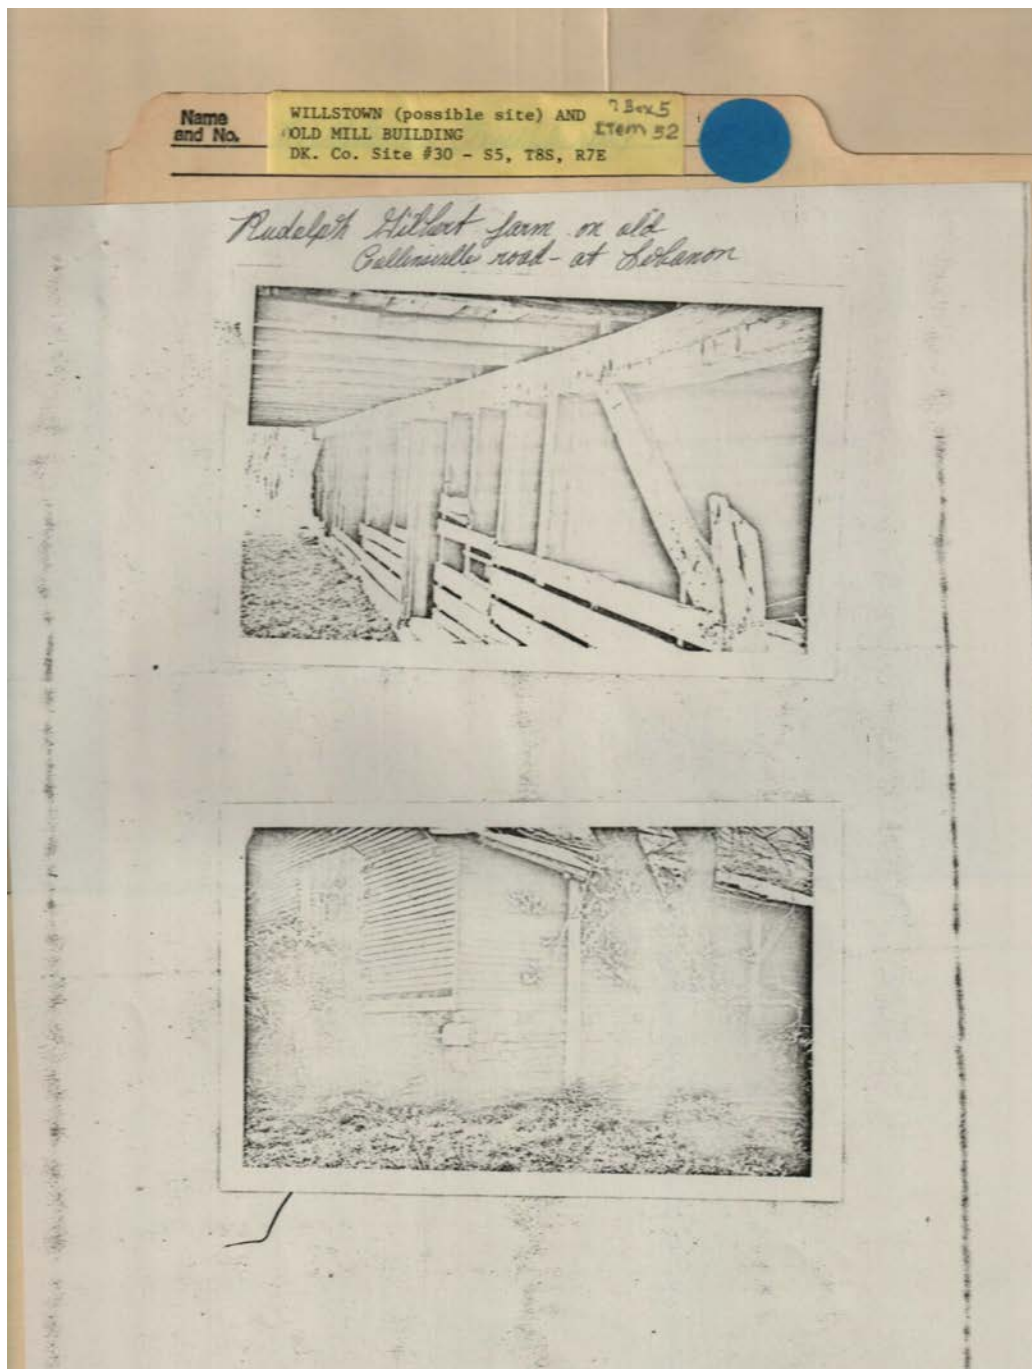 Name
and No.
WILLSTOWN (possible site) AND
OLD MILL BUILDING
DK. Co. Site #30 - S5, T8S, R7E
Box 5
Item 52
Rudolph Gilbert farm on old
Collinsville road - at Lebanon